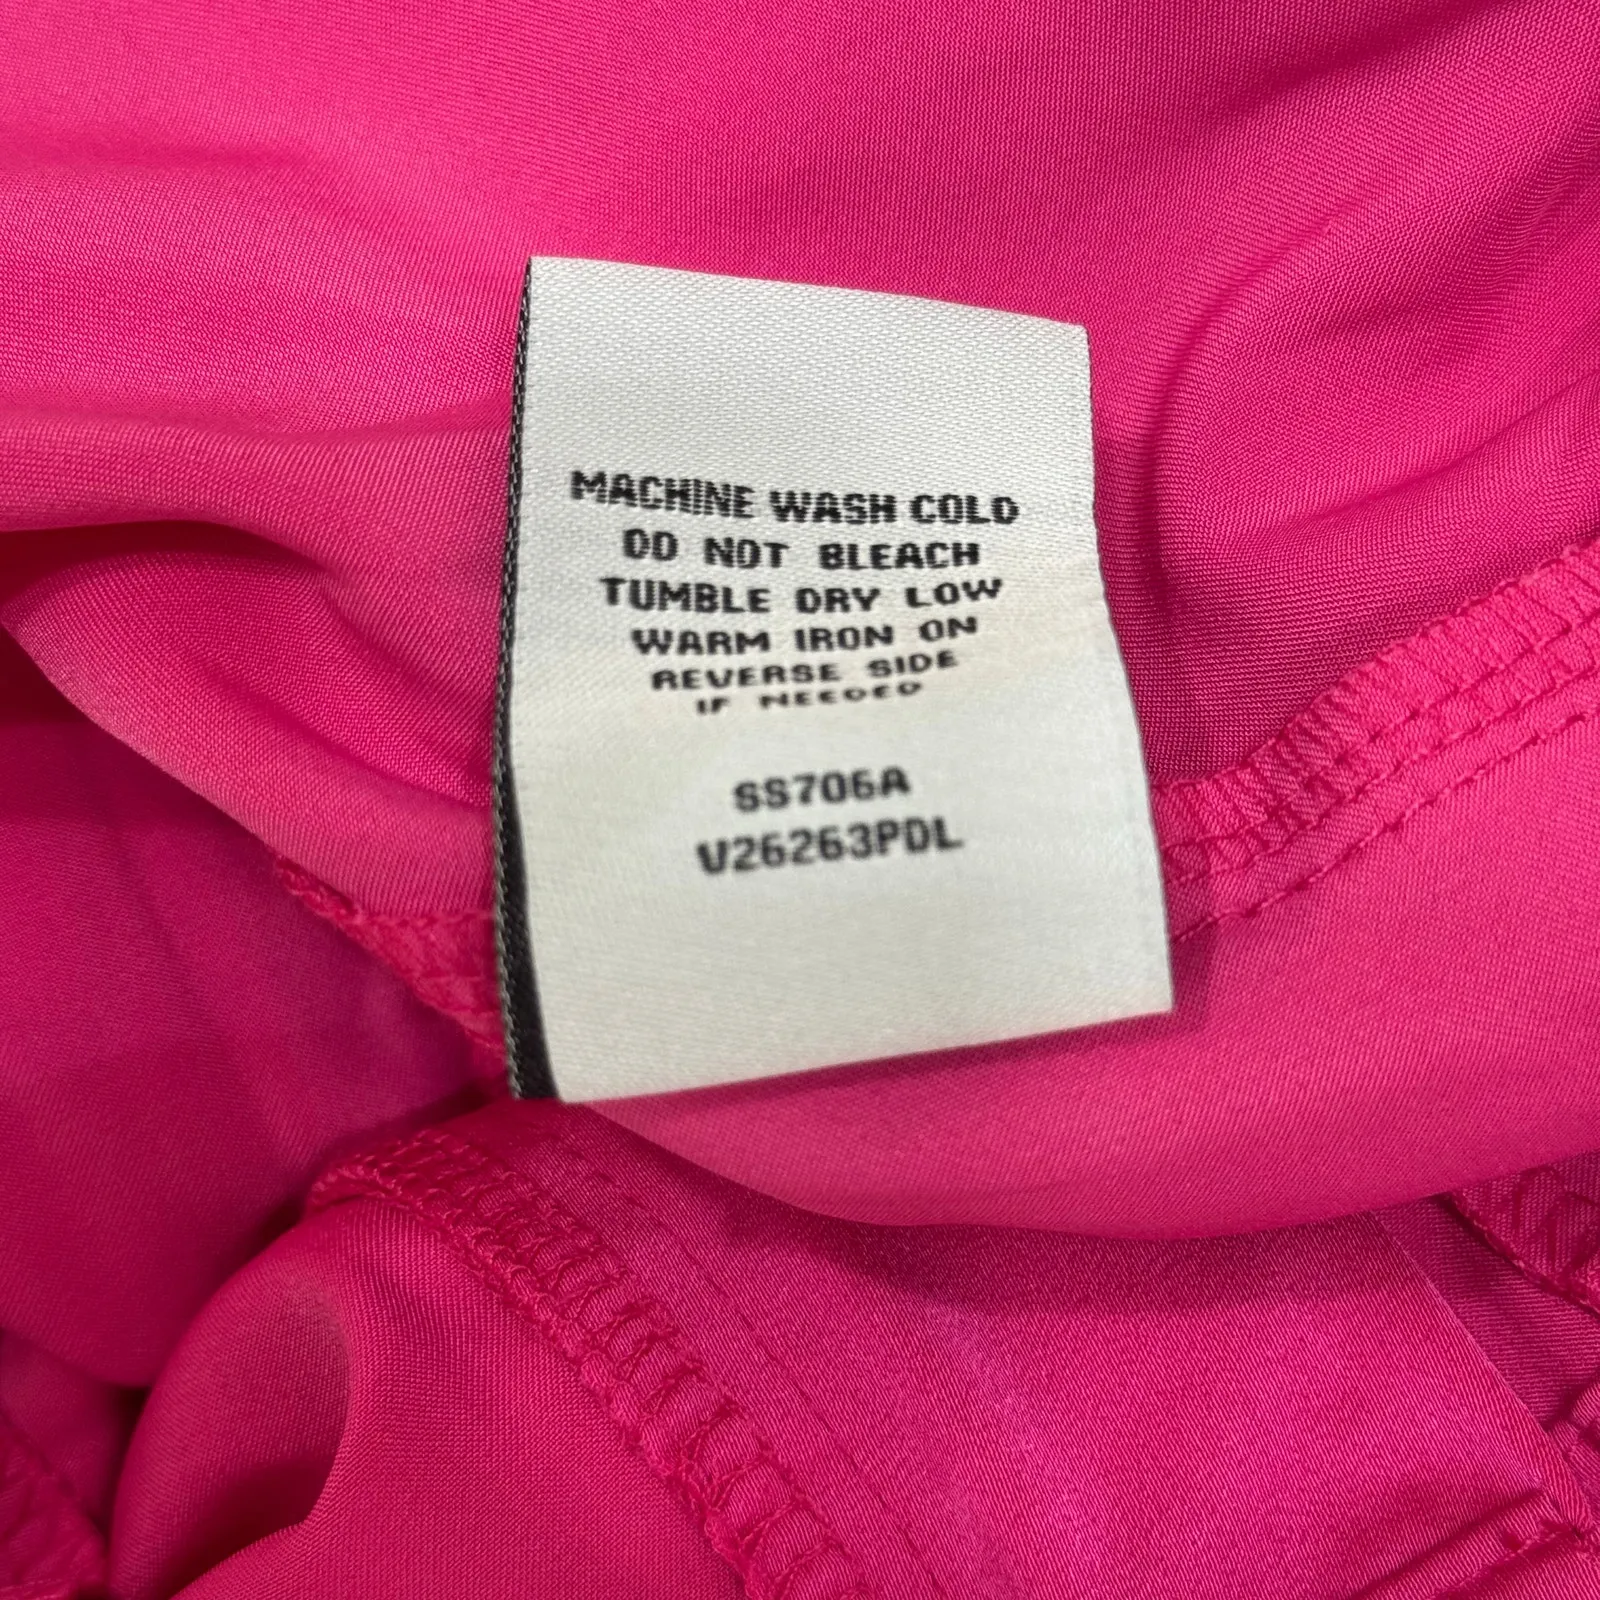 MACHINE WASH COLD
DO NOT BLEACH
TUMBLE DRY LOW
WARM IRON ON
REVERSE SIDE
IF NEEDED
SS706A
V26263PDL